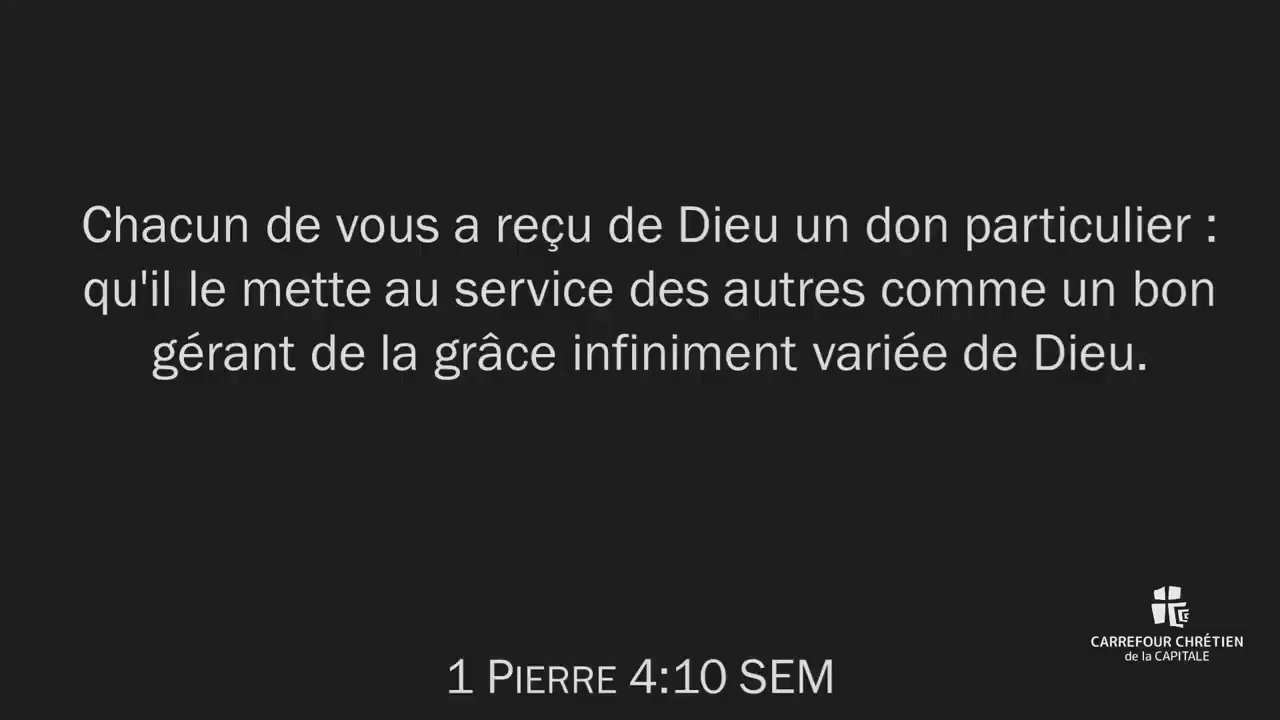 Chacun de vous a reçu de Dieu un don particulier :
qu'il le mette au service des autres comme un bon
gérant de la grâce infiniment variée de Dieu.
CARREFOUR CHRÉTIEN
de la CAPITALE
1 PIERRE 4:10 SEM